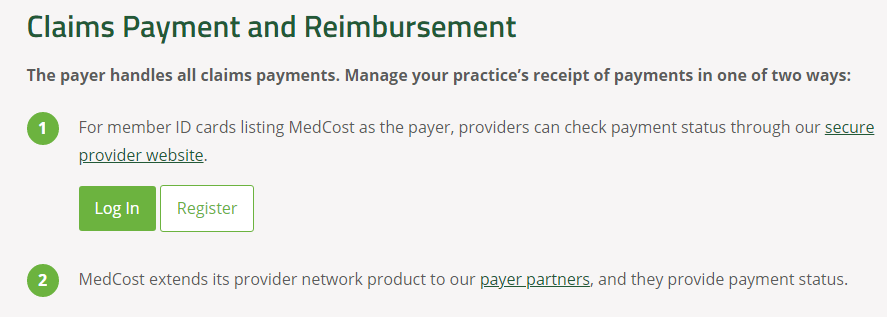 Claims Payment and Reimbursement
The payer handles all claims payments. Manage your practice's receipt of payments in one of two ways:
1
For member ID cards listing MedCost as the payer, providers can check payment status through our secure
provider website.
Log In
Register
2
MedCost extends its provider network product to our payer partners, and they provide payment status.